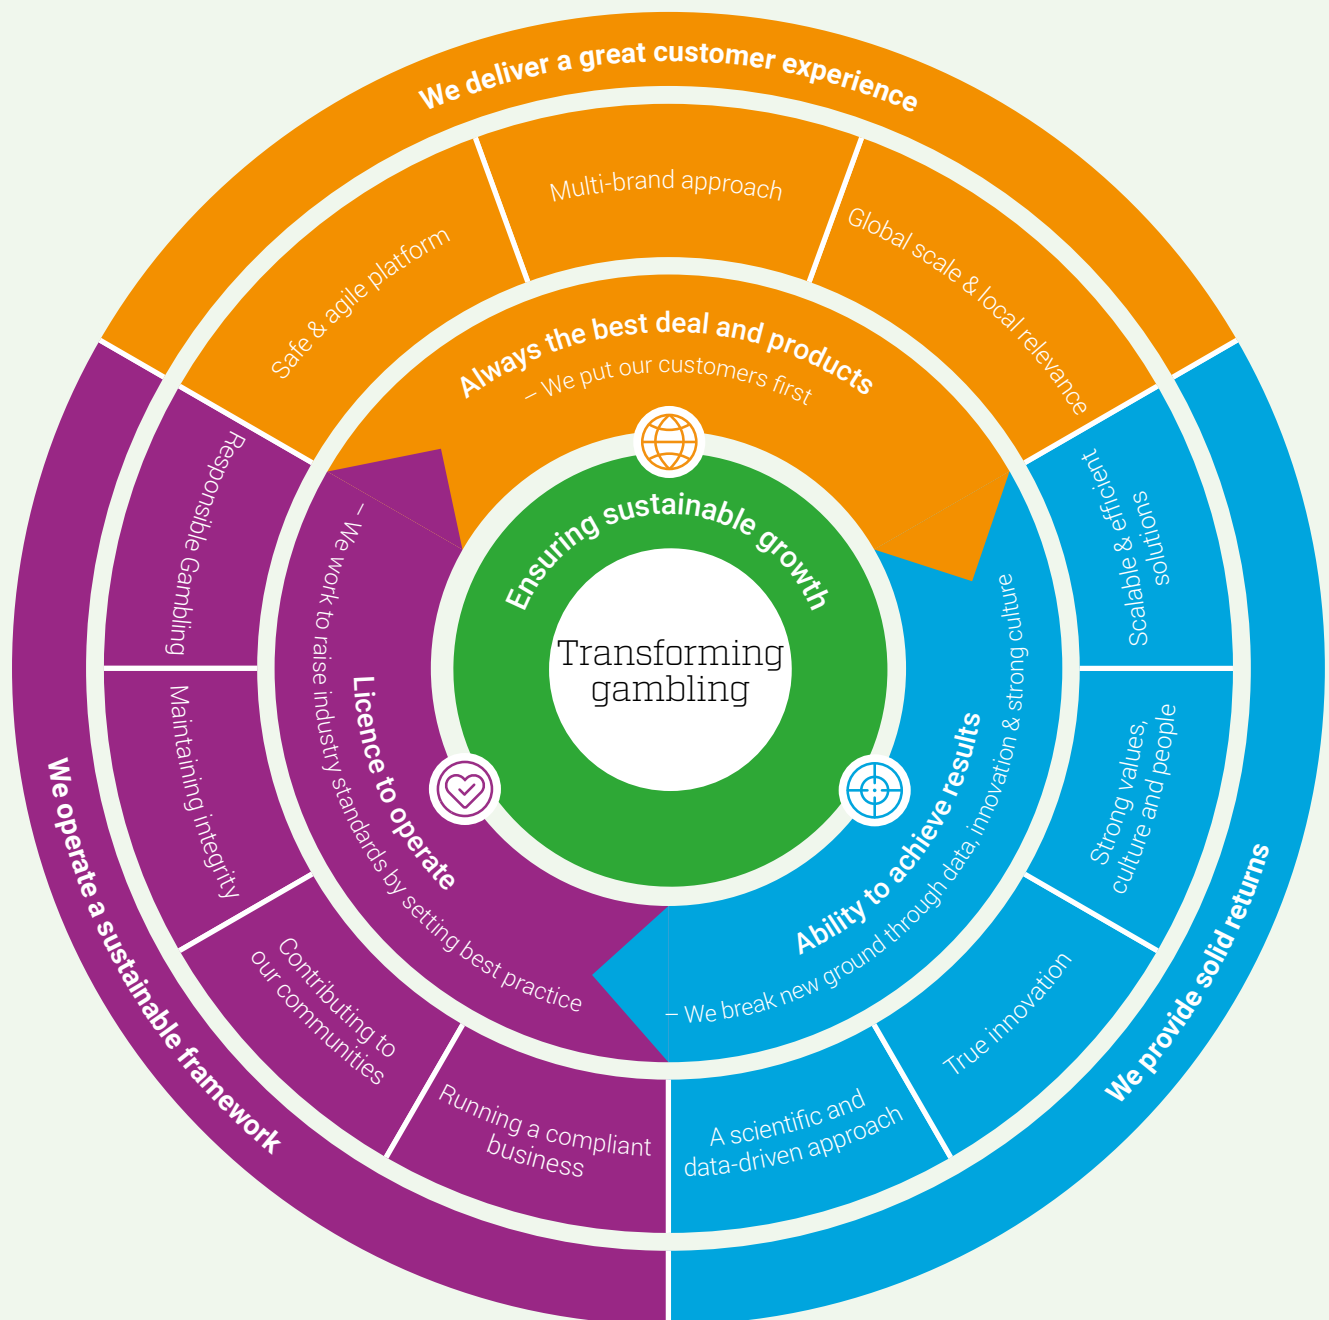 We deliver a great customer experience
Safe & agile platform
Multi-brand approach
Global scale & local relevance
Always the best deal and products
– We put our customers first
Ensuring sustainable growth
Transforming
gambling
Scalable & efficient
solutions
Strong values,
culture and people
True innovation
A scientific and
data-driven approach
Ability to achieve results
– We break new ground through data, innovation & strong culture
We provide solid returns
Responsible Gambling
Maintaining integrity
Contributing to
our communities
Running a compliant
business
Licence to operate
– We work to raise industry standards by setting best practice
We operate a sustainable framework